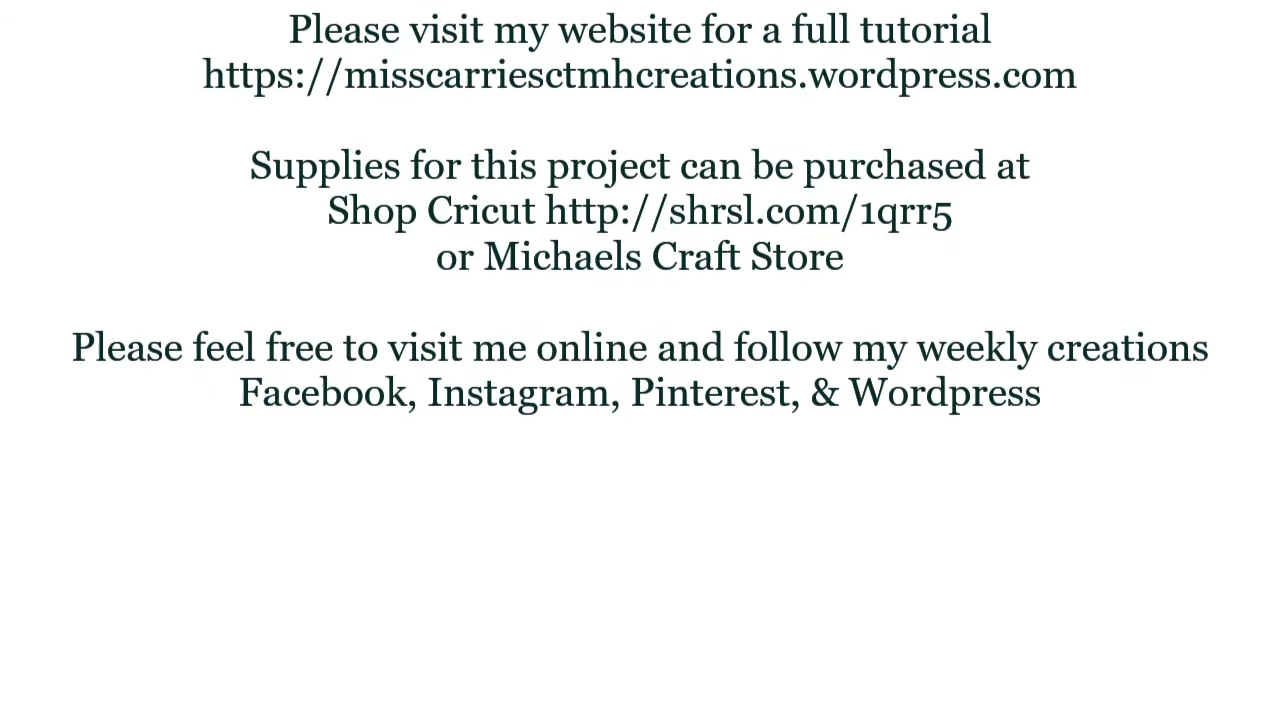 Please visit my website for a full tutorial
https://misscarriesctmhcreations.wordpress.com
Supplies for this project can be purchased at
Shop Cricut http://shrsl.com/1qrr5
or Michaels Craft Store
Please feel free to visit me online and follow my weekly creations
Facebook, Instagram, Pinterest, & Wordpress